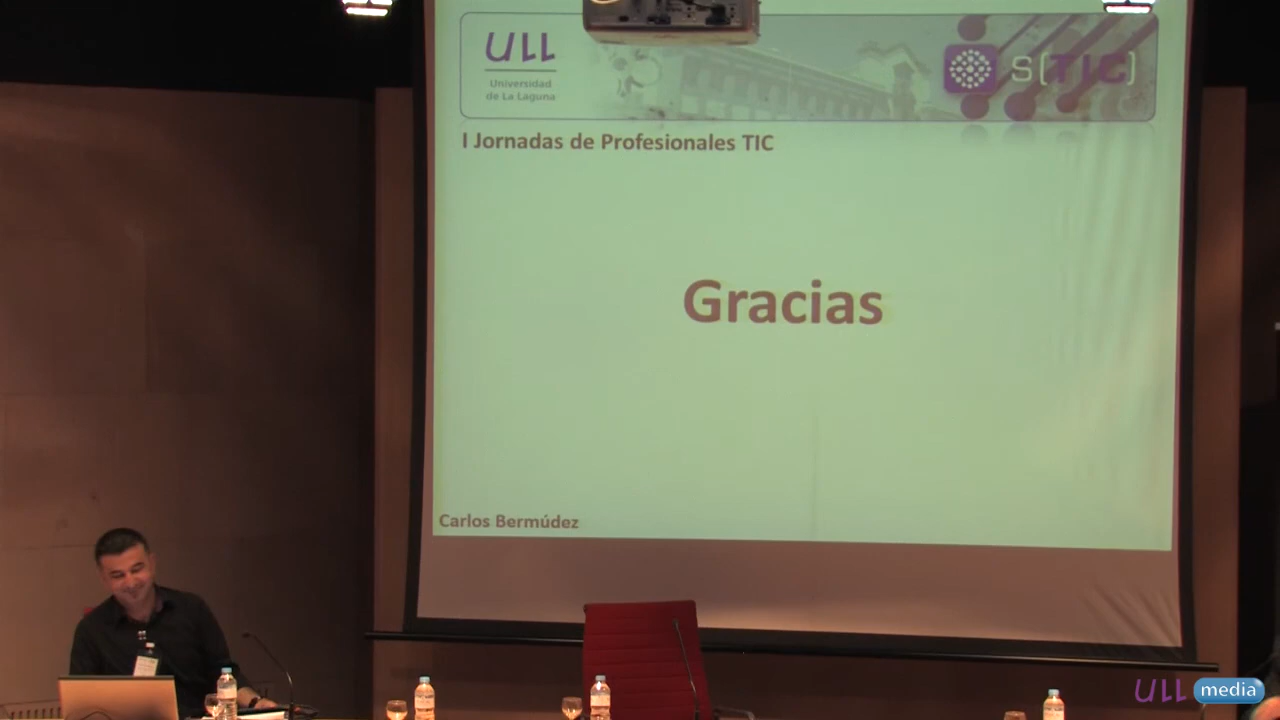 ULL
Universidad
de La Laguna
S[TIC]
I Jornadas de Profesionales TIC
Gracias
Carlos Bermúdez
ULL media